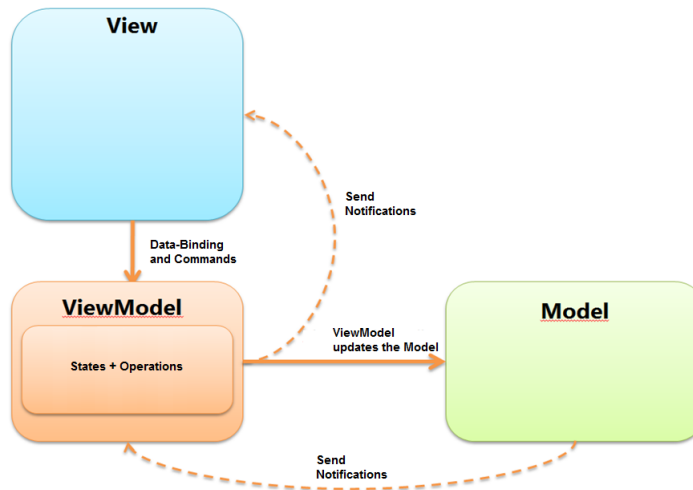 View
Send
Notifications
Data-Binding
and Commands
ViewModel
States + Operations
ViewModel
updates the Model
Model
Send
Notifications